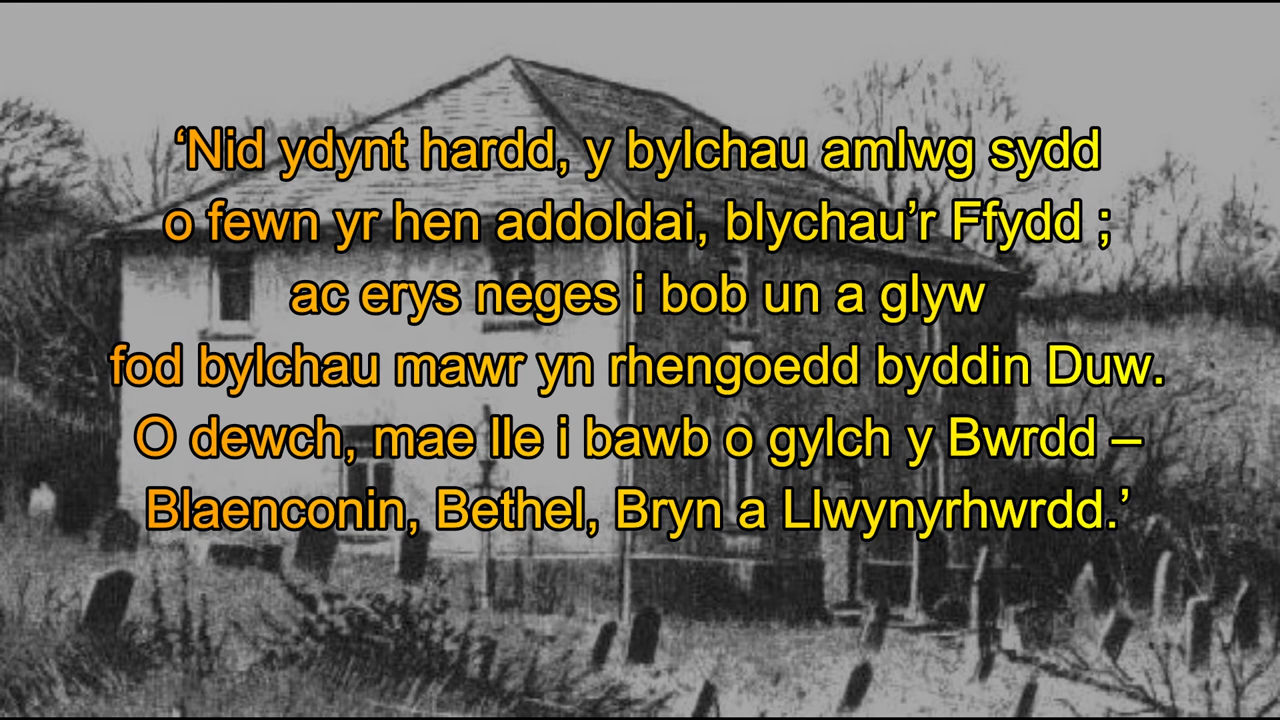 ‘Nid ydynt hardd, y bylchau amlwg sydd
o fewn yr hen addoldai, blychau’r Ffydd ;
ac erys neges i bob un a glyw
fod bylchau mawr yn rhengoedd byddin Duw.
O dewch, mae lle i bawb o gylch y Bwrdd –
Blaenconin, Bethel, Bryn a Llwynyrhwrdd.’